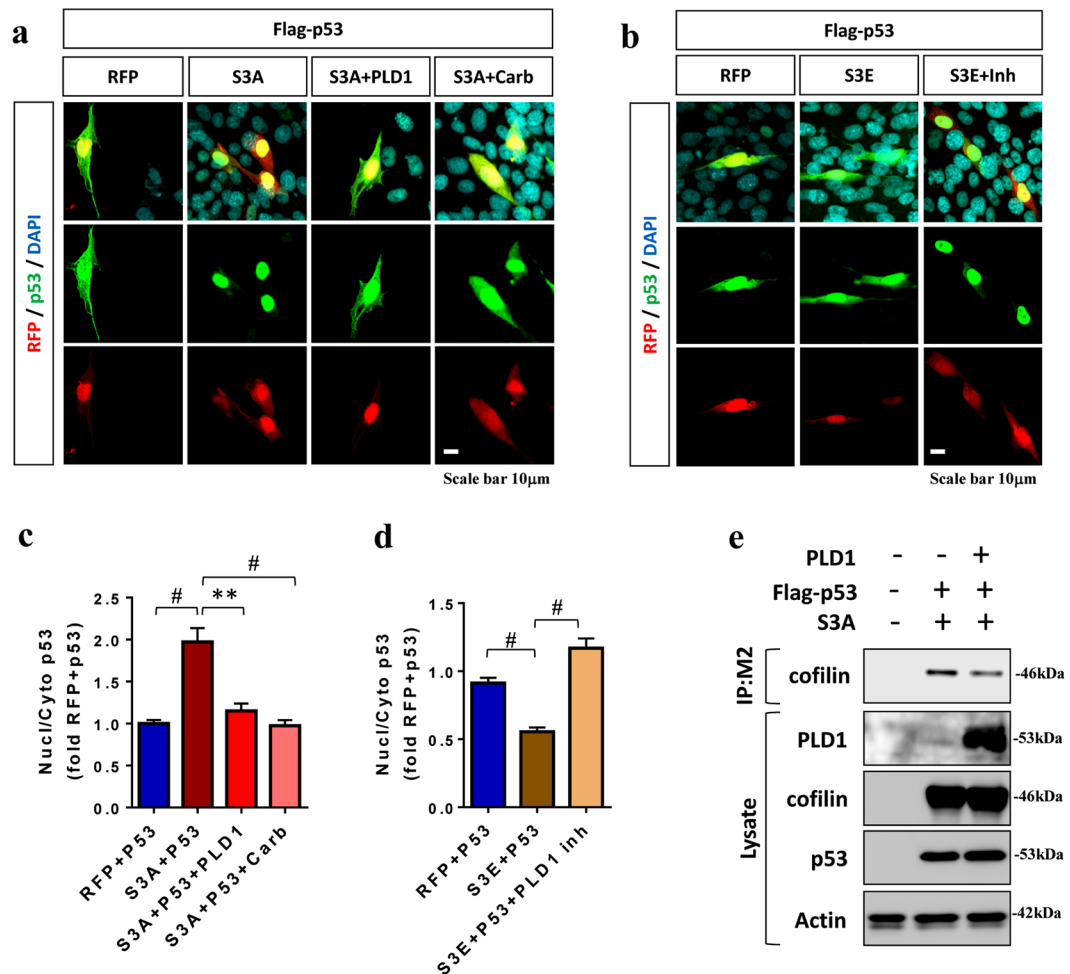 a
Flag-p53
RFP
S3A
S3A+PLD1
S3A+Carb
RFP / p53 / DAPI
Scale bar 10μm
b
Flag-p53
RFP
S3E
S3E+Inh
RFP / p53 / DAPI
Scale bar 10μm
c
Nucl/Cyto p53
(fold RFP+p53)
2.5
2.0
1.5
1.0
0.5
0.0
#
**
#
RFP+P53
S3A+P53
S3A+P53+PLD1
S3A+P53+Carb
d
Nucl/Cyto p53
(fold RFP+p53)
1.5
1.0
0.5
0.0
#
#
RFP+P53
S3E+P53
S3E+P53+PLD1 inh
e
PLD1 - - +
Flag-p53 - + +
S3A - + +
IP:M2
cofilin -46kDa
Lysate
PLD1 -53kDa
cofilin -46kDa
p53 -53kDa
Actin -42kDa